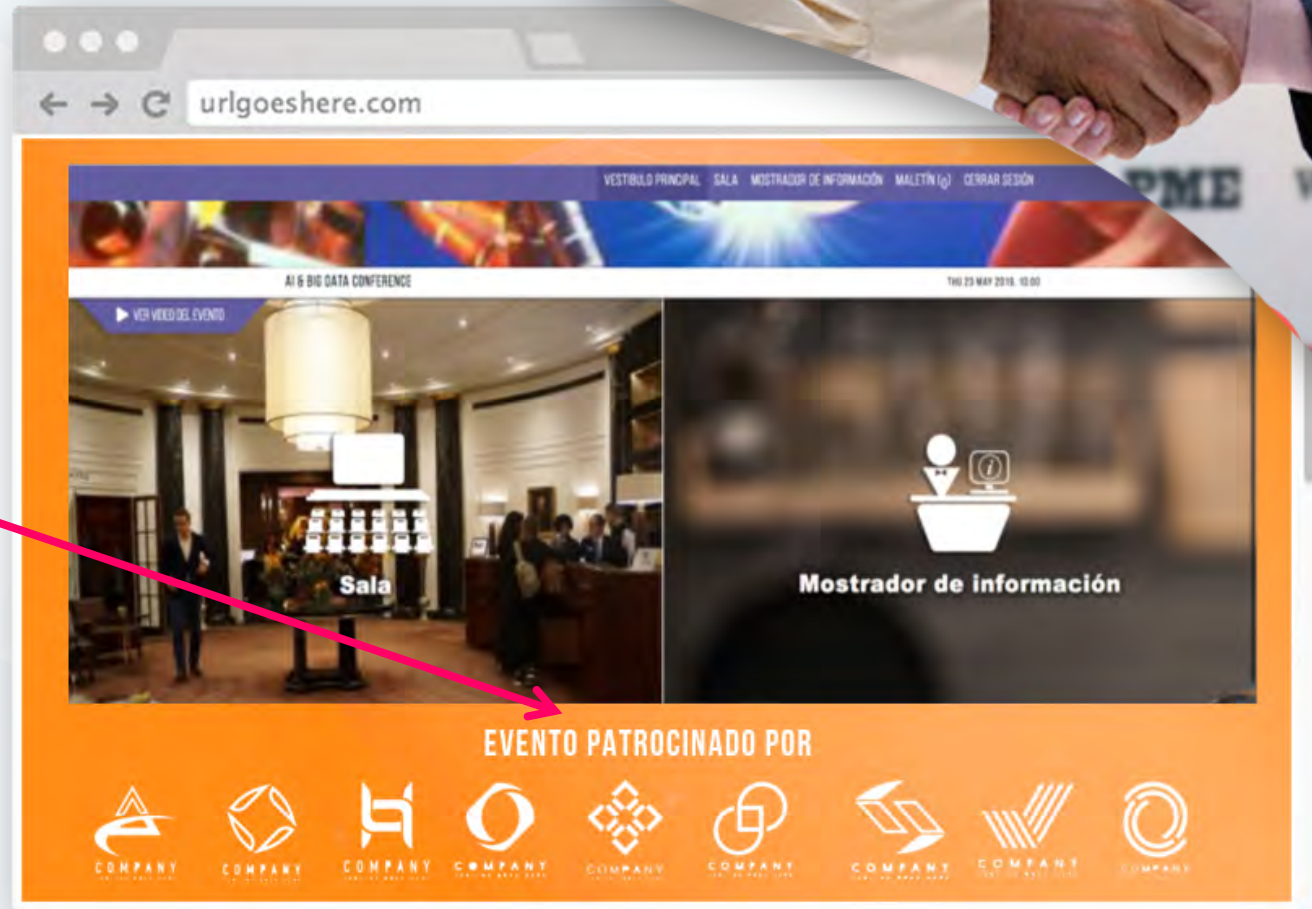 urlgoeshere.com
VESTIBULO PRINCIPAL SALA MOSTRADOR DE INFORMACIÓN MALETÍN (0) CERRAR SESIÓN
PME
AI & BIG DATA CONFERENCE
THU 23 MAY 2019, 10:00
VER VIDEO DEL EVENTO
Sala
Mostrador de información
EVENTO PATROCINADO POR
COMPANY COMPANY COMPANY COMPANY COMPANY COMPANY COMPANY COMPANY COMPANY